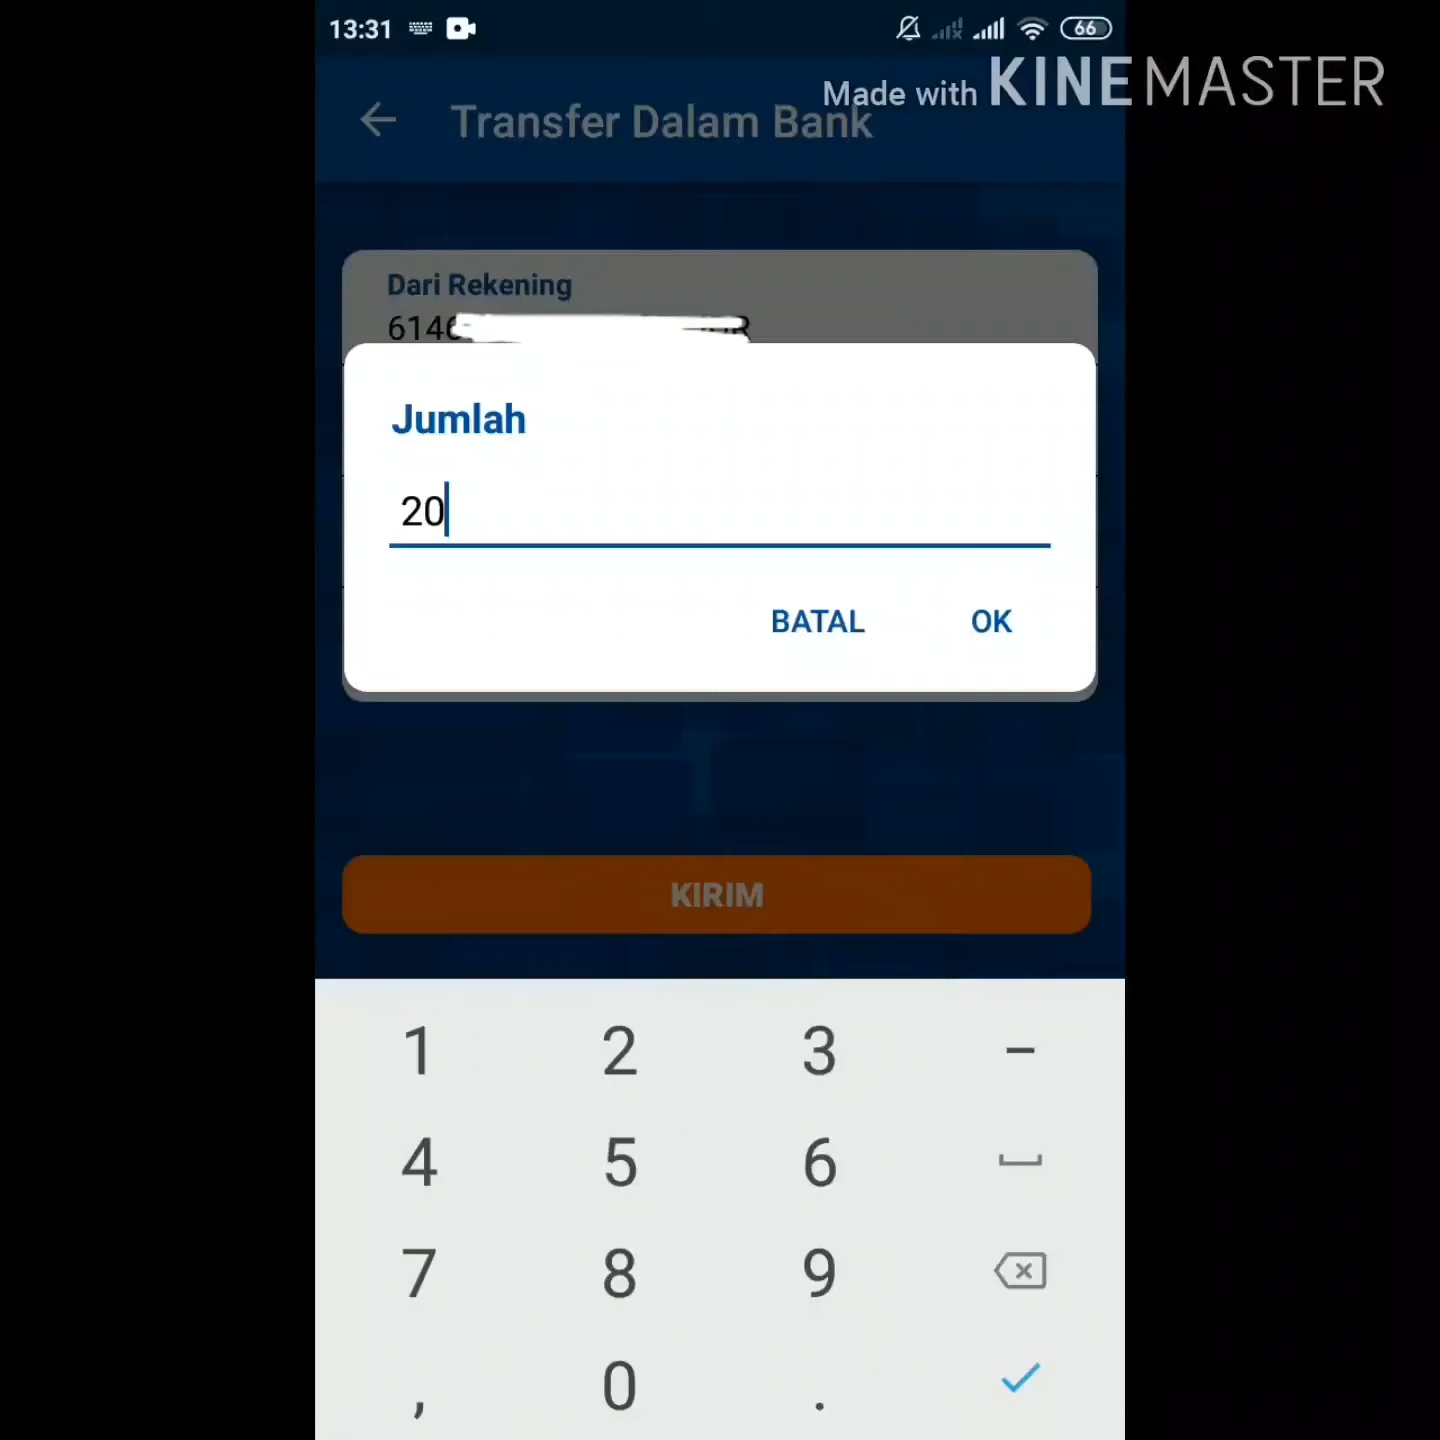 13:31
66
Made with KINEMASTER
Transfer Dalam Bank
Dari Rekening
6146
Jumlah
20
BATAL OK
KIRIM
1 2 3 –
4 5 6
7 8 9
, 0 .